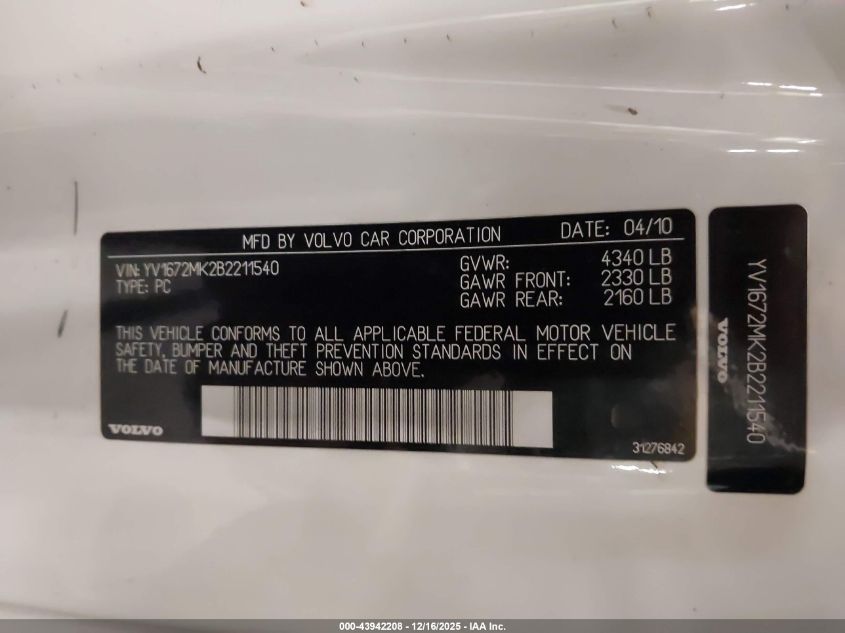 MFD BY VOLVO CAR CORPORATION DATE: 04/10
VIN: YV1672MK2B2211540
TYPE: PC
GVWR: 4340 LB
GAWR FRONT: 2330 LB
GAWR REAR: 2160 LB
THIS VEHICLE CONFORMS TO ALL APPLICABLE FEDERAL MOTOR VEHICLE
SAFETY, BUMPER AND THEFT PREVENTION STANDARDS IN EFFECT ON
THE DATE OF MANUFACTURE SHOWN ABOVE.
VOLVO
31276842
YV1672MK2B2211540
VOLVO
000-43942208 - 12/16/2025 - IAA Inc.